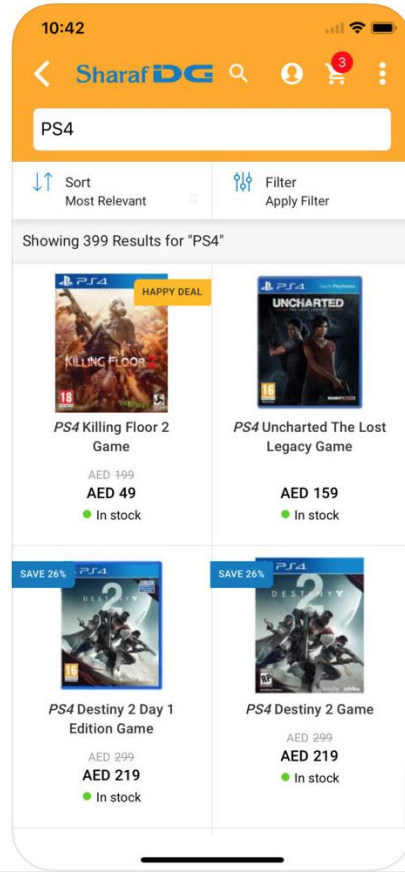 10:42
Sharaf DG
3
PS4
Sort
Most Relevant
Filter
Apply Filter
Showing 399 Results for "PS4"
PS4
HAPPY DEAL
KILLING FLOOR 2
18
PS4 Killing Floor 2
Game
AED 199
AED 49
In stock
PS4
UNCHARTED
16
PS4 Uncharted The Lost
Legacy Game
AED 159
In stock
SAVE 26%
PS4
DESTINY 2
16
PS4 Destiny 2 Day 1
Edition Game
AED 299
AED 219
In stock
SAVE 26%
PS4
DESTINY 2
RP
PS4 Destiny 2 Game
AED 299
AED 219
In stock